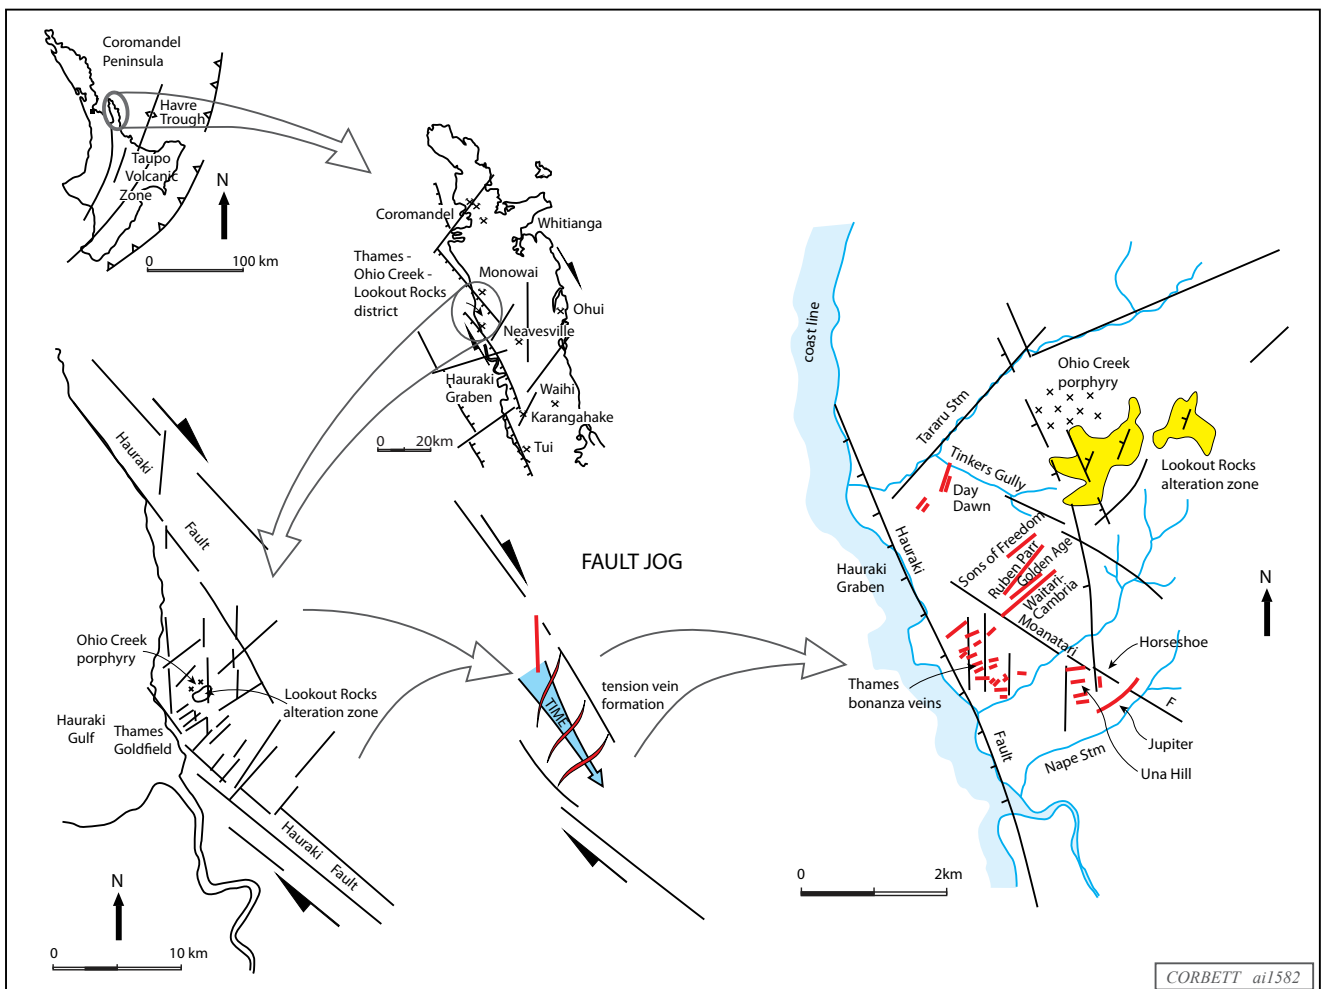 Coromandel
Peninsula
Havre
Trough
Taupo
Volcanic
Zone
N
0
100 km
Coromandel
Whitianga
Thames -
Ohio Creek -
Lookout Rocks
district
Monowai
Ohui
Neavesville
Hauraki
Graben
Waihi
Karangahake
Tui
0
20km
Hauraki
Fault
Ohio Creek
porphyry
Lookout Rocks
alteration zone
Hauraki
Gulf
Thames
Goldfield
Hauraki Fault
N
0
10 km
FAULT JOG
TIME
tension vein
formation
coast line
Ohio Creek
porphyry
Tararu Stm
Tinkers Gully
Lookout Rocks
alteration zone
Day
Dawn
Sons of Freedom
Ruben Parr
Golden Age
Waitari-
Cambria
Moanatari
F
Hauraki
Fault
Hauraki
Graben
Horseshoe
Thames
bonanza veins
Jupiter
Una Hill
Nape Stm
N
0
2km
CORBETT ai1582